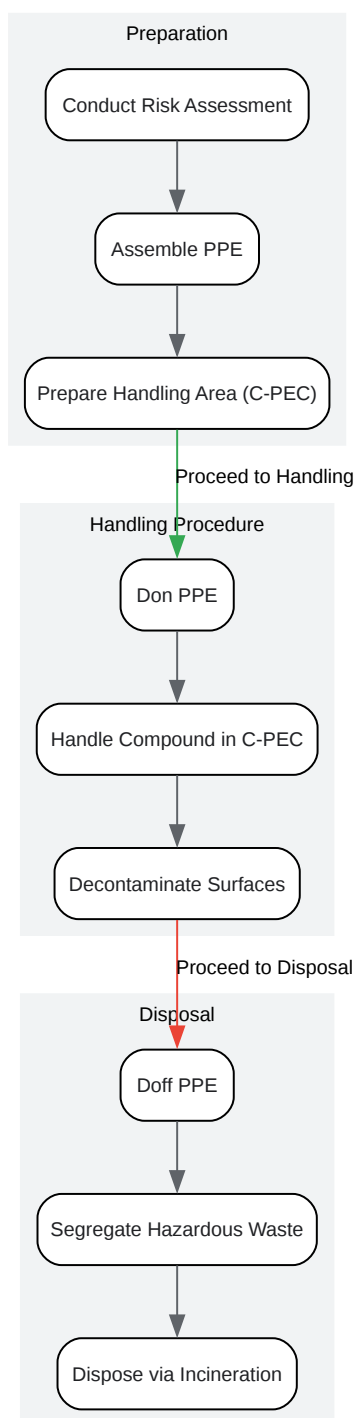 Preparation
Conduct Risk Assessment
Assemble PPE
Prepare Handling Area (C-PEC)
Proceed to Handling
Handling Procedure
Don PPE
Handle Compound in C-PEC
Decontaminate Surfaces
Proceed to Disposal
Disposal
Doff PPE
Segregate Hazardous Waste
Dispose via Incineration